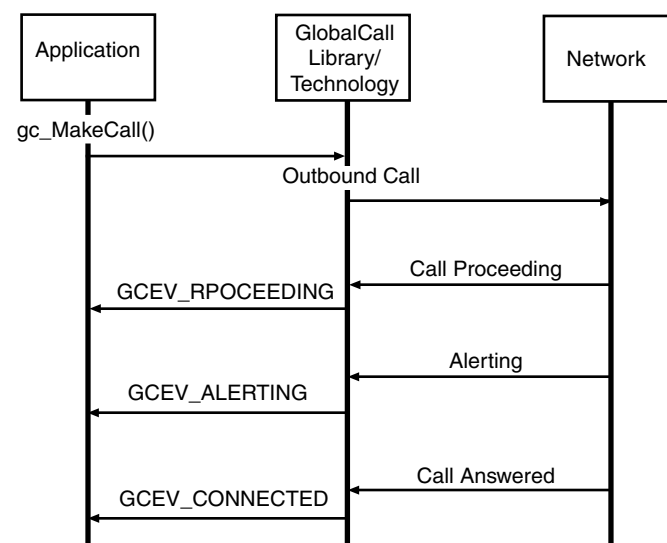 Application
GlobalCall
Library/
Technology
Network
gc_MakeCall()
Outbound Call
Call Proceeding
GCEV_RPOCEEDING
Alerting
GCEV_ALERTING
Call Answered
GCEV_CONNECTED